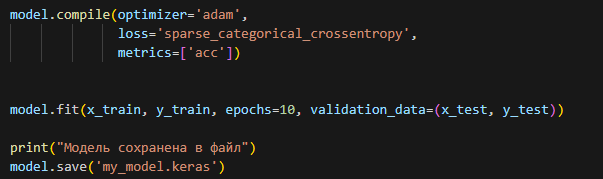 model.compile(optimizer='adam',
loss='sparse_categorical_crossentropy',
metrics=['acc'])
model.fit(x_train, y_train, epochs=10, validation_data=(x_test, y_test))
print("Модель сохранена в файл")
model.save('my_model.keras')